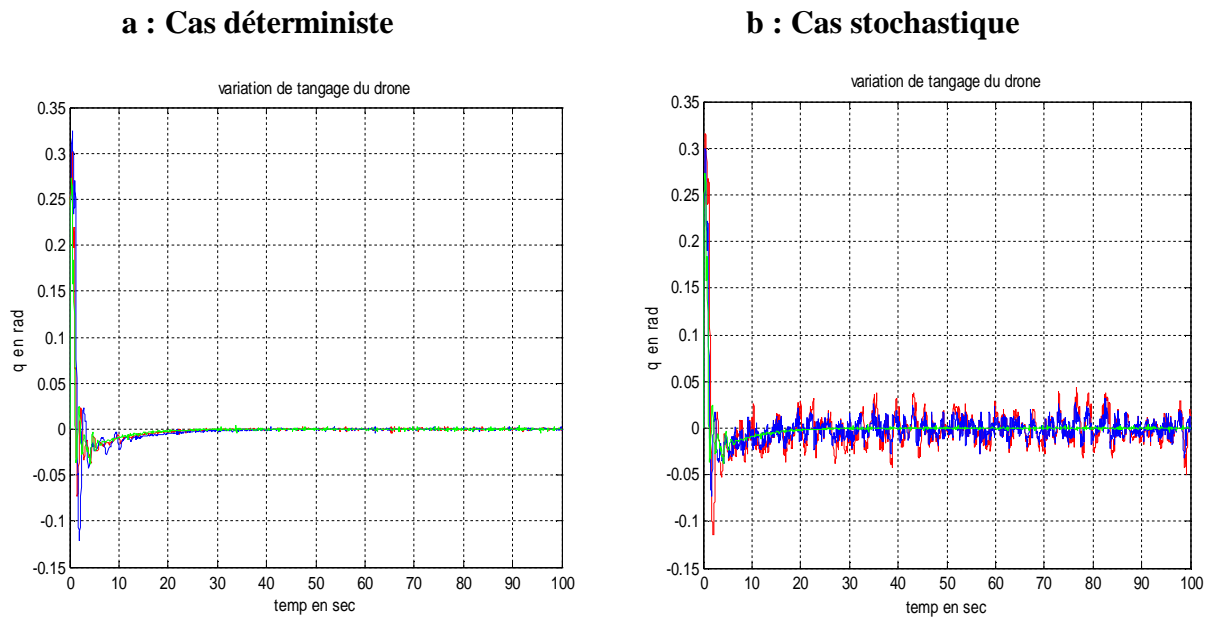 a : Cas déterministe
b : Cas stochastique
variation de tangage du drone
0.35
0.3
0.25
0.2
0.15
0.1
0.05
0
-0.05
-0.1
-0.15
q en rad
0 10 20 30 40 50 60 70 80 90 100
temp en sec
variation de tangage du drone
0.35
0.3
0.25
0.2
0.15
0.1
0.05
0
-0.05
-0.1
-0.15
q en rad
0 10 20 30 40 50 60 70 80 90 100
temp en sec